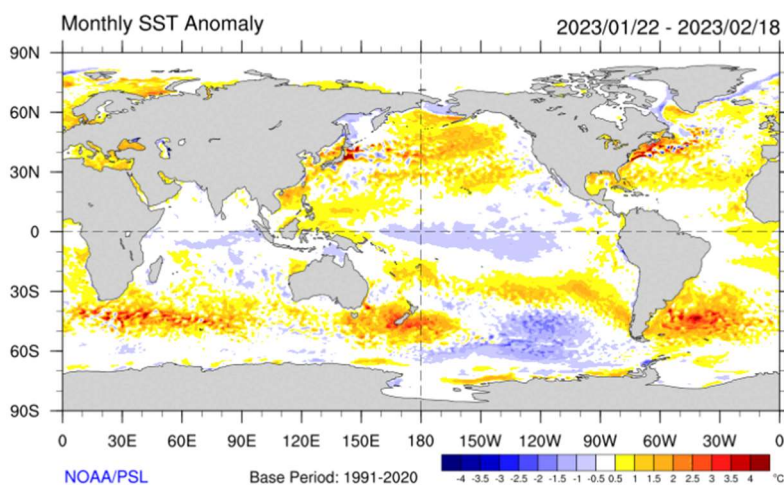 Monthly SST Anomaly 2023/01/22 - 2023/02/18
90N
60N
30N
0
30S
60S
90S
0 30E 60E 90E 120E 150E 180 150W 120W 90W 60W 30W 0
NOAA/PSL Base Period: 1991-2020
-4 -3.5 -3 -2.5 -2 -1.5 -1 -0.5 0.5 1 1.5 2 2.5 3 3.5 4 °C